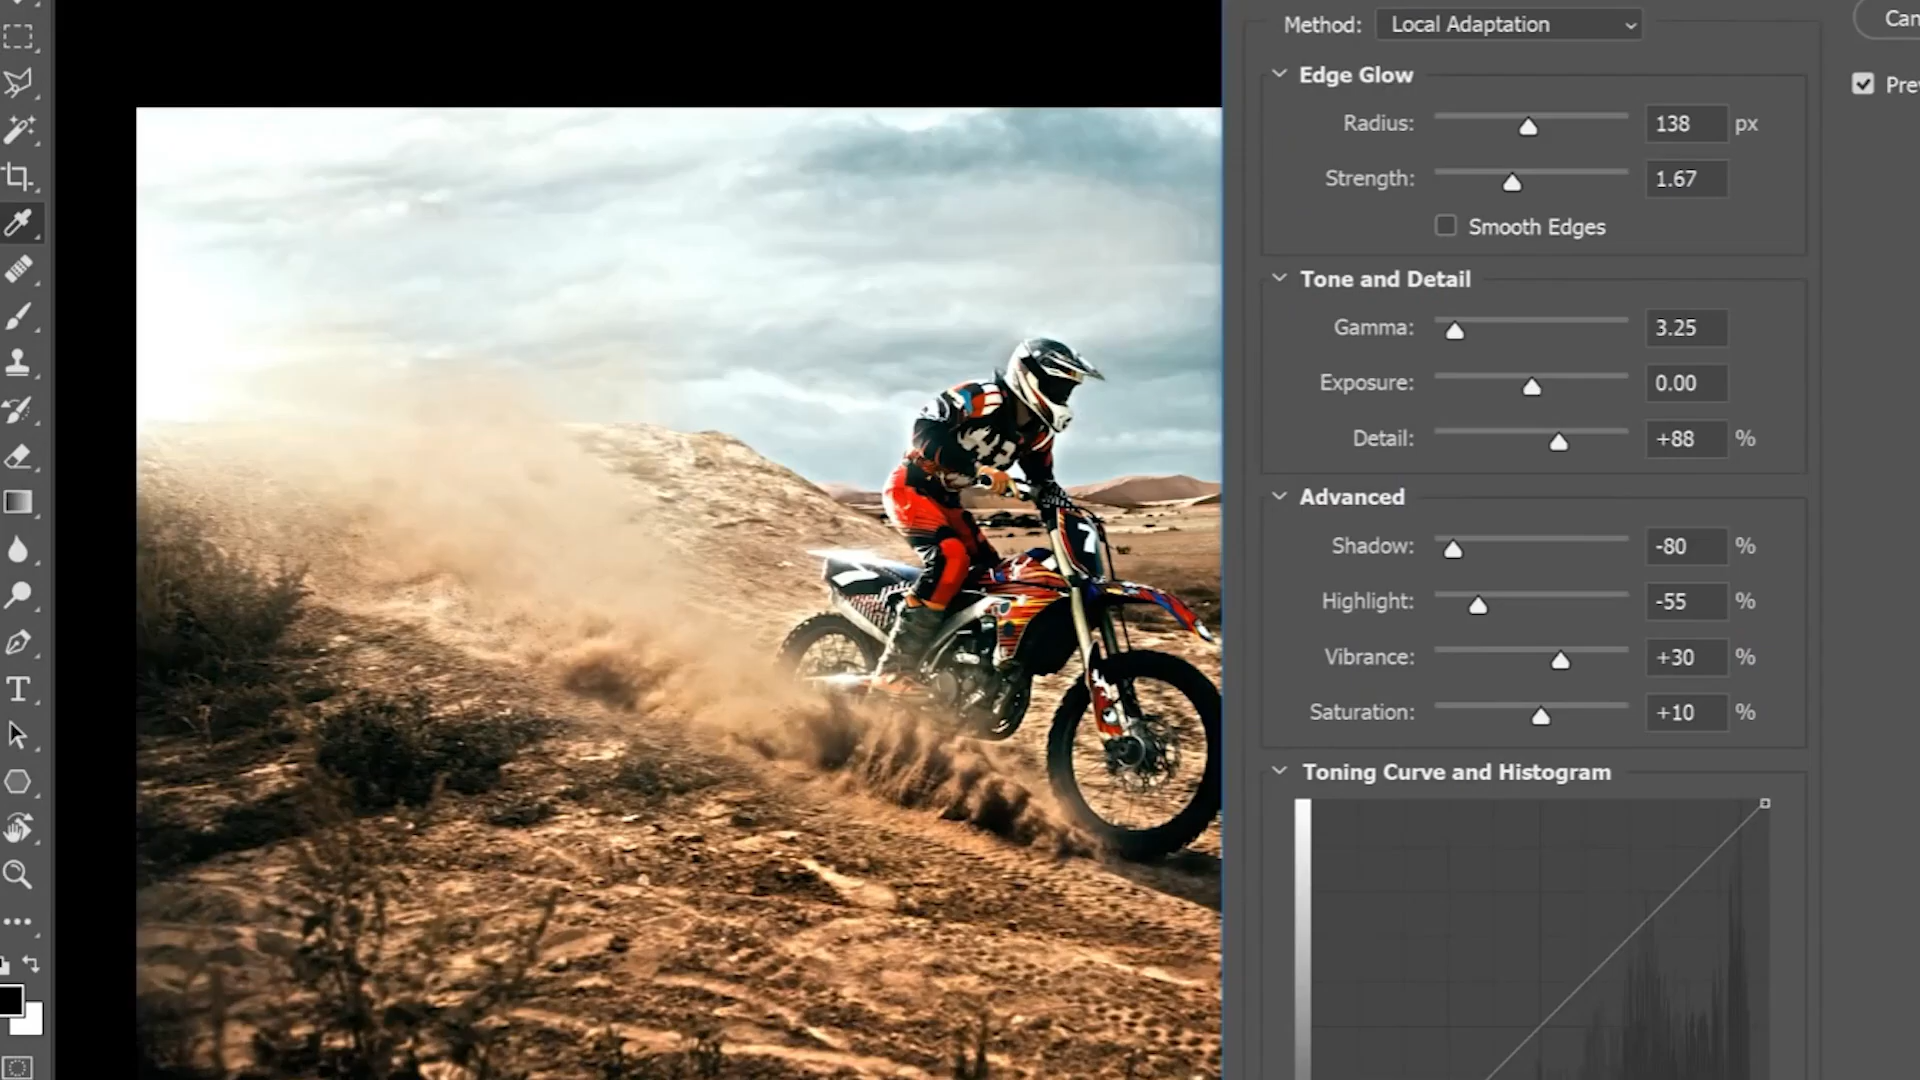 Method: Local Adaptation
Can
Edge Glow
Pre
Radius: 138 px
Strength: 1.67
Smooth Edges
Tone and Detail
Gamma: 3.25
Exposure: 0.00
Detail: +88 %
Advanced
Shadow: -80 %
Highlight: -55 %
Vibrance: +30 %
Saturation: +10 %
Toning Curve and Histogram
7
7